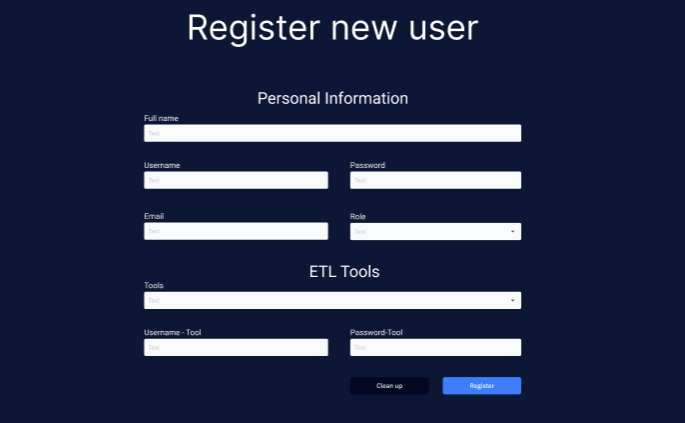 Register new user
Personal Information
Full name
Text
Username
Password
Text
Text
Email
Role
Text
Text
ETL Tools
Tools
Text
Username - Tool
Password-Tool
Text
Text
Clean up
Register